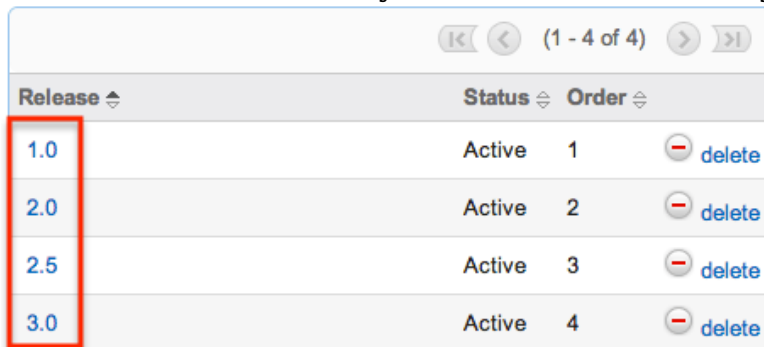 (1 - 4 of 4)
Release Status Order
1.0 Active 1 delete
2.0 Active 2 delete
2.5 Active 3 delete
3.0 Active 4 delete